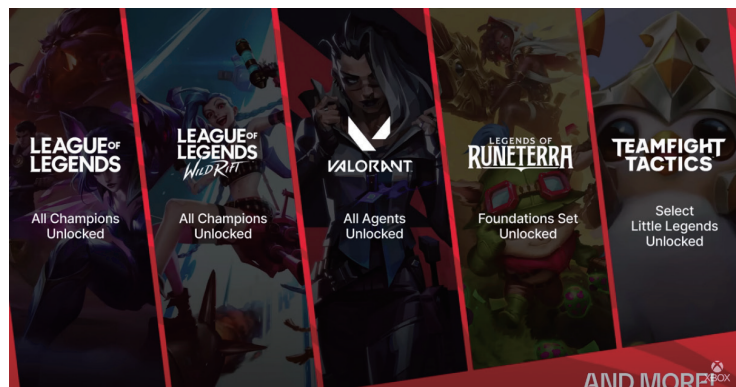 LEAGUE OF
LEGENDS
All Champions
Unlocked
LEAGUE OF
LEGENDS
WILD RIFT
All Champions
Unlocked
VALORANT
All Agents
Unlocked
LEGENDS OF
RUNETERRA
Foundations Set
Unlocked
TEAMFIGHT
TACTICS
Select
Little Legends
Unlocked
AND MORE
XBOX